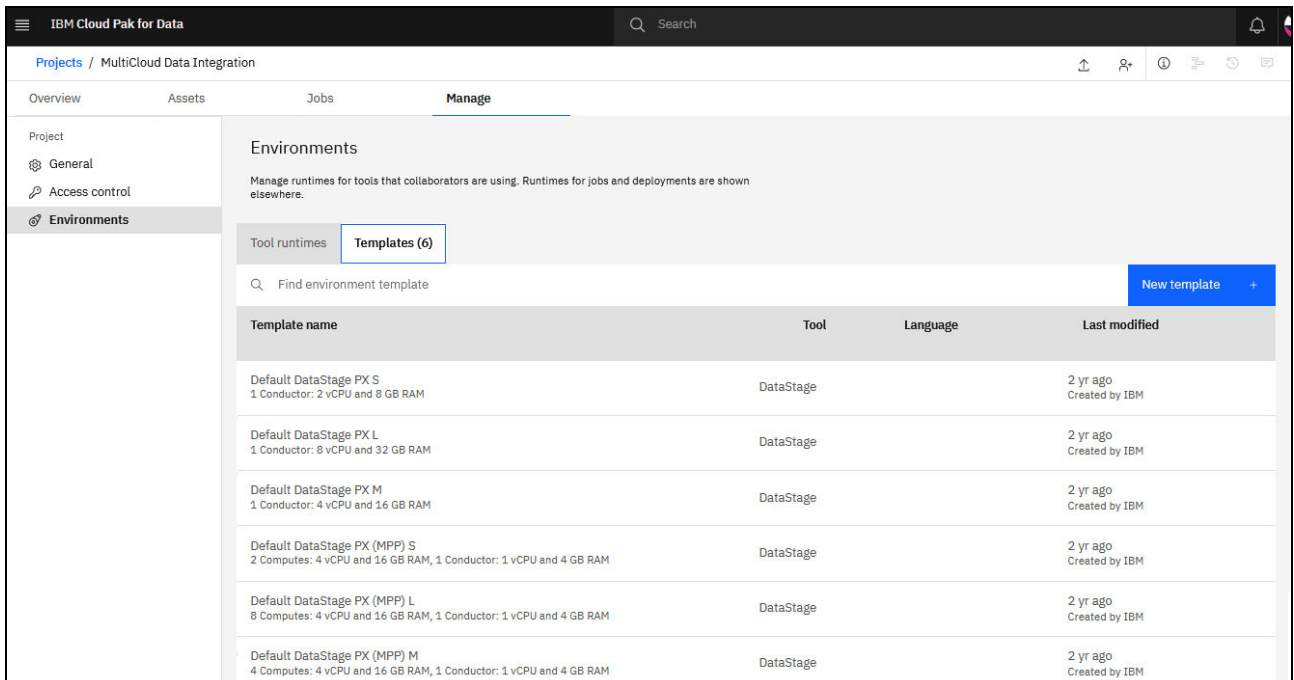 IBM Cloud Pak for Data
Search
Projects / MultiCloud Data Integration
Overview Assets Jobs Manage
Project
General
Access control
Environments
Environments
Manage runtimes for tools that collaborators are using. Runtimes for jobs and deployments are shown
elsewhere.
Tool runtimes Templates (6)
Find environment template
New template +
Template name Tool Language Last modified
Default DataStage PX S
1 Conductor: 2 vCPU and 8 GB RAM
DataStage
2 yr ago
Created by IBM
Default DataStage PX L
1 Conductor: 8 vCPU and 32 GB RAM
DataStage
2 yr ago
Created by IBM
Default DataStage PX M
1 Conductor: 4 vCPU and 16 GB RAM
DataStage
2 yr ago
Created by IBM
Default DataStage PX (MPP) S
2 Computes: 4 vCPU and 16 GB RAM, 1 Conductor: 1 vCPU and 4 GB RAM
DataStage
2 yr ago
Created by IBM
Default DataStage PX (MPP) L
8 Computes: 4 vCPU and 16 GB RAM, 1 Conductor: 1 vCPU and 4 GB RAM
DataStage
2 yr ago
Created by IBM
Default DataStage PX (MPP) M
4 Computes: 4 vCPU and 16 GB RAM, 1 Conductor: 1 vCPU and 4 GB RAM
DataStage
2 yr ago
Created by IBM